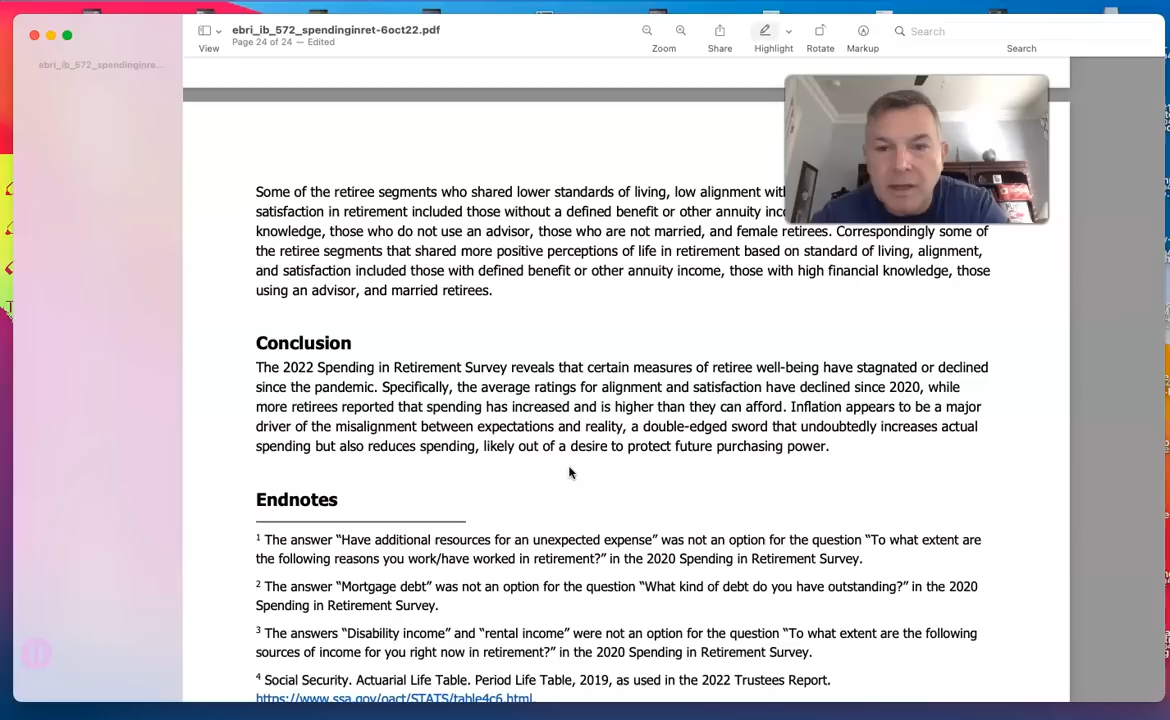 ebri_ib_572_spendinginret-6oct22.pdf
Page 24 of 24 — Edited
View
Zoom
Share
Highlight
Rotate
Markup
Search
Search
ebri_ib_572_spendinginre...
Some of the retiree segments who shared lower standards of living, low alignment
satisfaction in retirement included those without a defined benefit or other annuity
knowledge, those who do not use an advisor, those who are not married, and female retirees. Correspondingly some of
the retiree segments that shared more positive perceptions of life in retirement based on standard of living, alignment,
and satisfaction included those with defined benefit or other annuity income, those with high financial knowledge, those
using an advisor, and married retirees.
Conclusion
The 2022 Spending in Retirement Survey reveals that certain measures of retiree well-being have stagnated or declined
since the pandemic. Specifically, the average ratings for alignment and satisfaction have declined since 2020, while
more retirees reported that spending has increased and is higher than they can afford. Inflation appears to be a major
driver of the misalignment between expectations and reality, a double-edged sword that undoubtedly increases actual
spending but also reduces spending, likely out of a desire to protect future purchasing power.
Endnotes
1 The answer “Have additional resources for an unexpected expense” was not an option for the question “To what extent are
the following reasons you work/have worked in retirement?” in the 2020 Spending in Retirement Survey.
2 The answer “Mortgage debt” was not an option for the question “What kind of debt do you have outstanding?” in the 2020
Spending in Retirement Survey.
3 The answers “Disability income” and “rental income” were not an option for the question “To what extent are the following
sources of income for you right now in retirement?” in the 2020 Spending in Retirement Survey.
4 Social Security. Actuarial Life Table. Period Life Table, 2019, as used in the 2022 Trustees Report.
https://www.ssa.gov/oact/STATS/table4c6.html.